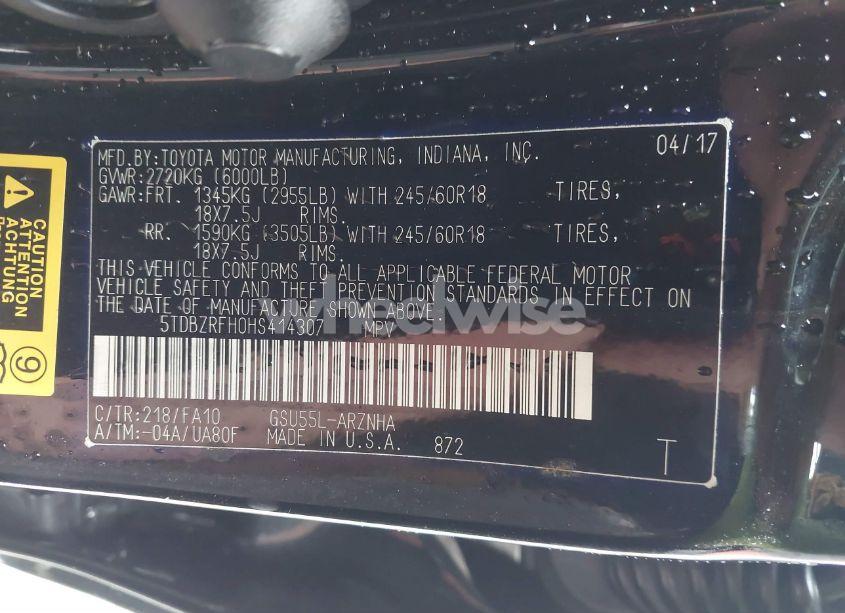 MFD.BY:TOYOTA MOTOR MANUFACTURING, INDIANA, INC. 04/17
GVWR:2720KG (6000LB)
GAWR:FRT. 1345KG (2955LB) WITH 245/60R18 TIRES,
18X7.5J RIMS.
RR. 1590KG (3505LB) WITH 245/60R18 TIRES,
18X7.5J RIMS.
THIS VEHICLE CONFORMS TO ALL APPLICABLE FEDERAL MOTOR
VEHICLE SAFETY AND THEFT PREVENTION STANDARDS IN EFFECT ON
THE DATE OF MANUFACTURE SHOWN ABOVE.
5TDBZRFH0HS414307 MPV
C/TR:218/FA10 GSU55L-ARZNHA
A/TM:-04A/UA80F MADE IN U.S.A. 872
T
CAUTION
ATTENTION
ACHTUNG
9
wheelwise